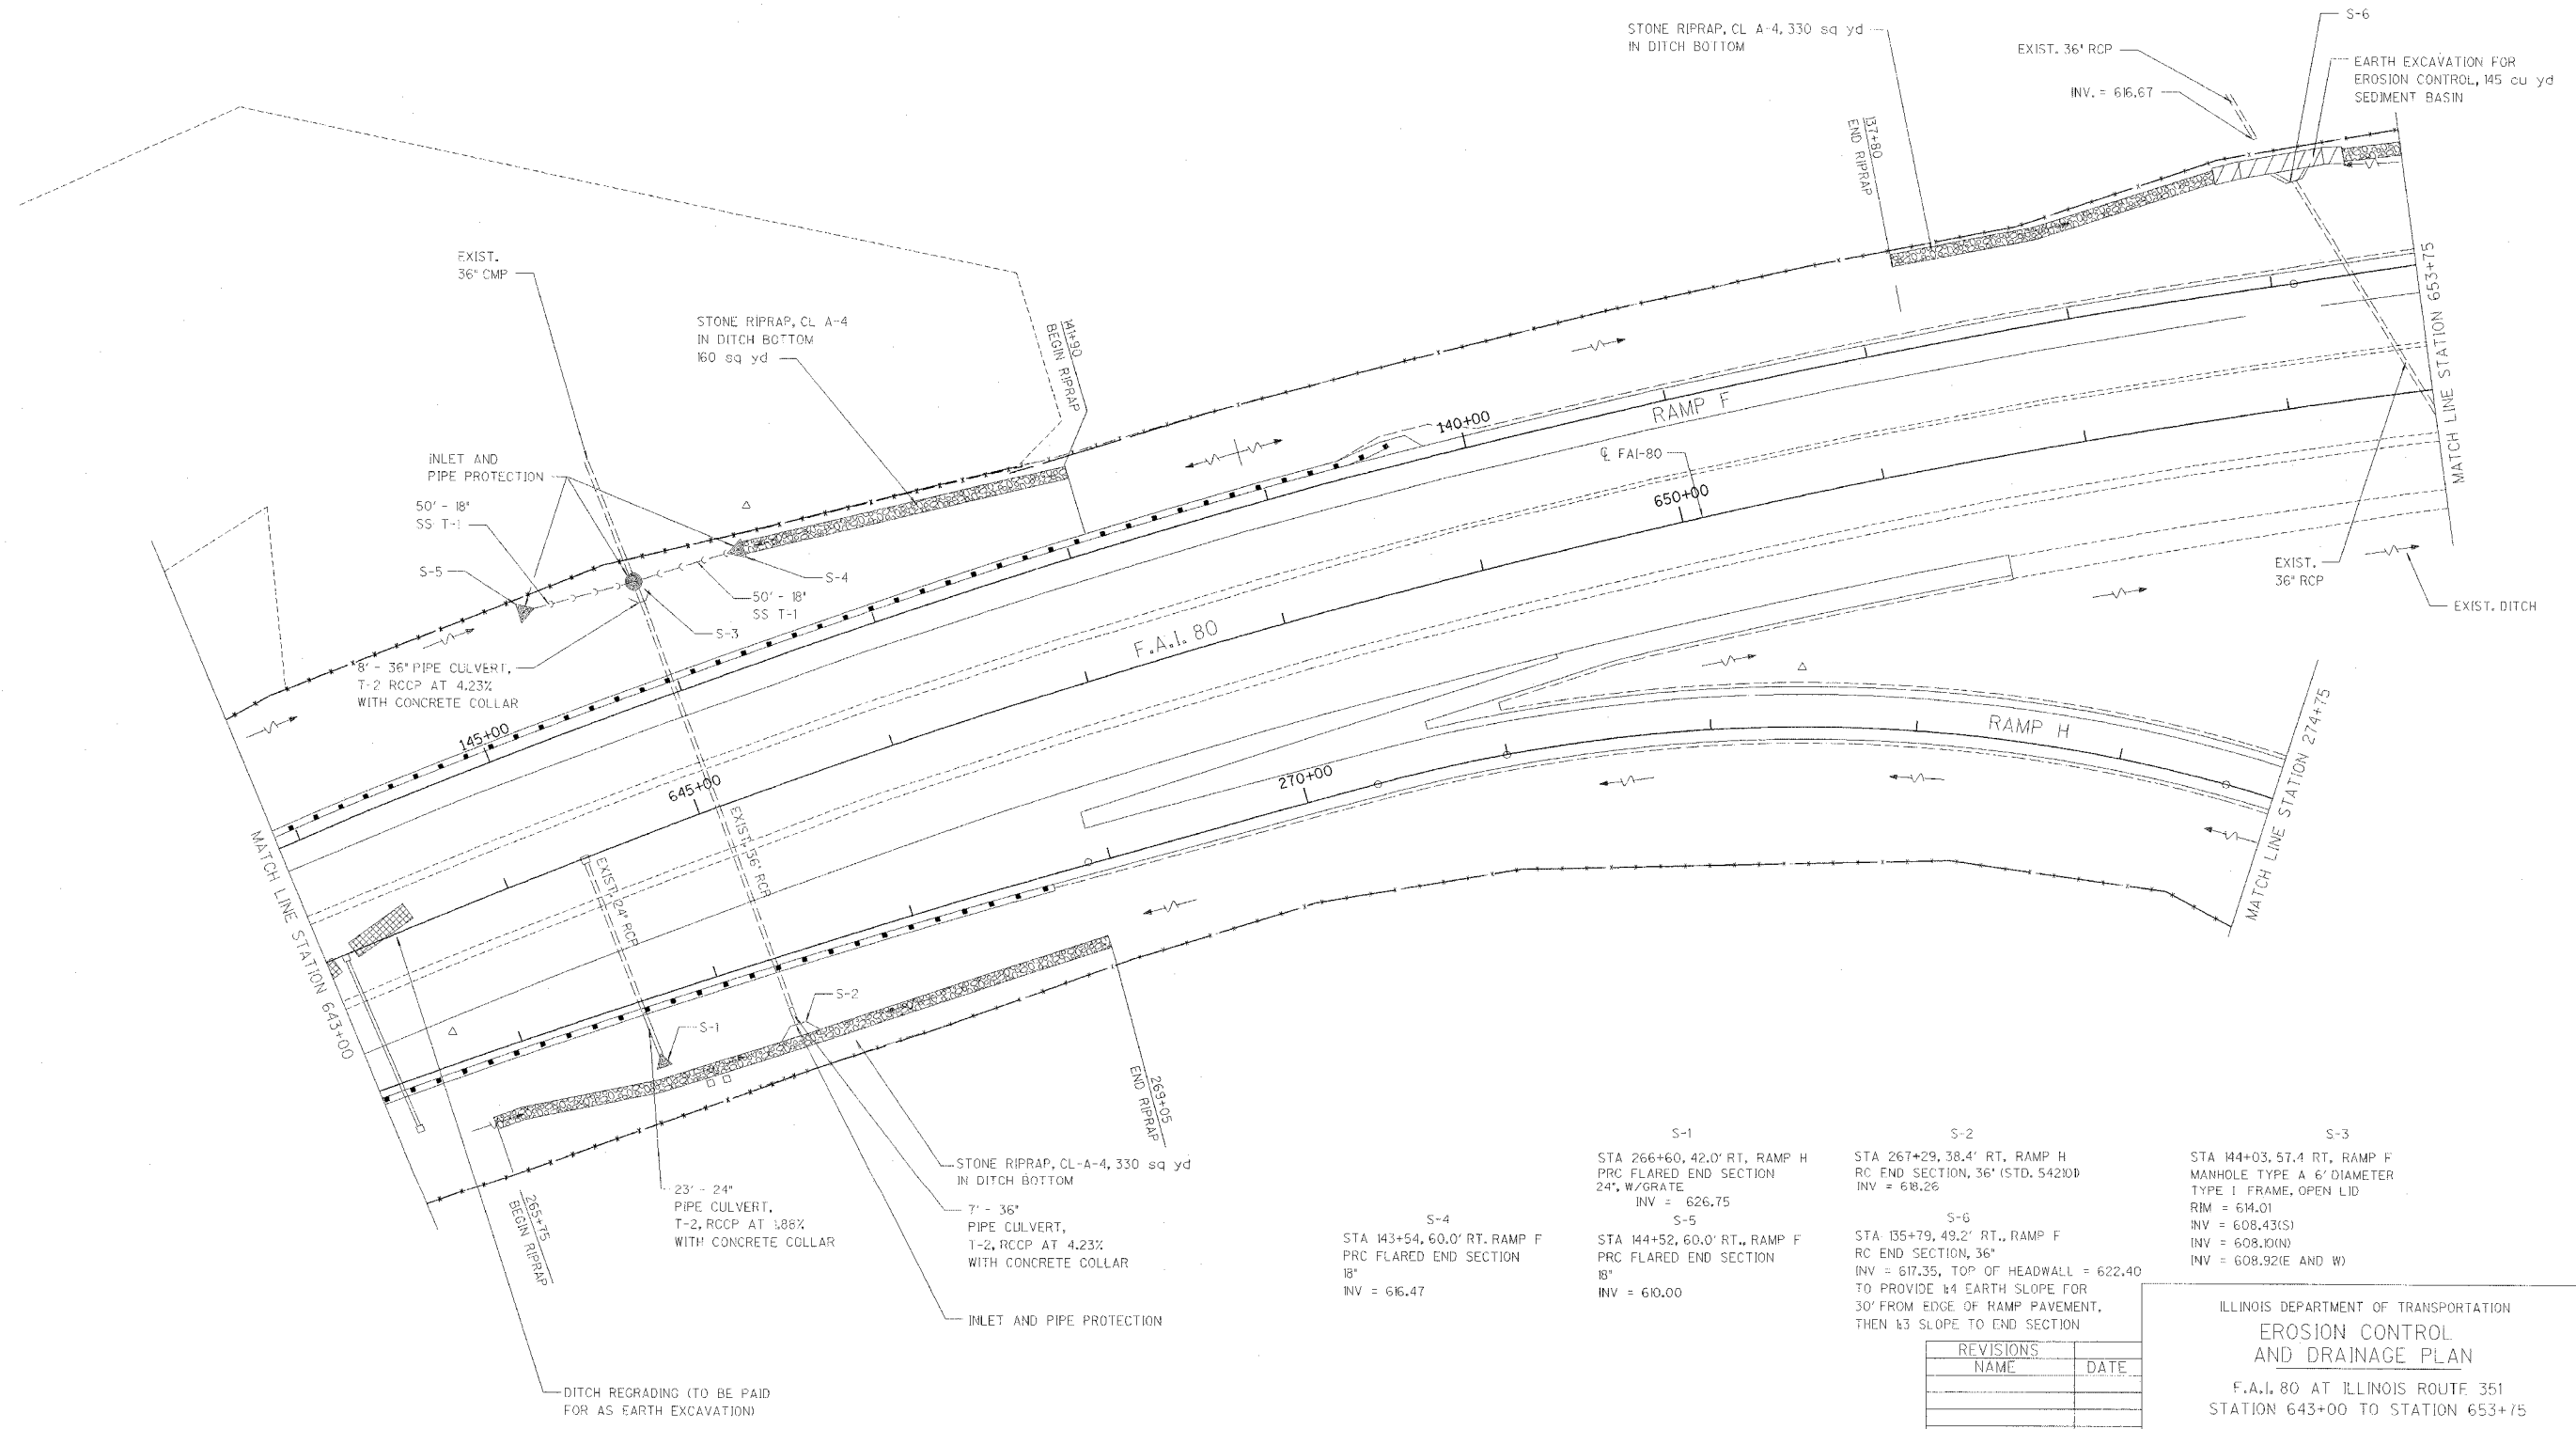 STONE RIPRAP, CL A-4, 330 sq yd
IN DITCH BOTTOM
S-6
EXIST. 36" RCP
INV. = 616.67
EARTH EXCAVATION FOR
EROSION CONTROL, 145 cu yd
SEDIMENT BASIN
137+80
END RIPRAP
EXIST.
36" CMP
STONE RIPRAP, CL A-4
IN DITCH BOTTOM
160 sq yd
141+90
BEGIN RIPRAP
MATCH LINE STATION 653+75
INLET AND
PIPE PROTECTION
50' - 18"
SS T-1
S-5
S-4
50' - 18"
SS T-1
S-3
8' - 36" PIPE CULVERT,
T-2 RCCP AT 4.23%
WITH CONCRETE COLLAR
140+00
RAMP F
℄ FAI-80
650+00
F.A.I. 80
EXIST.
36" RCP
EXIST. DITCH
145+00
645+00
270+00
RAMP H
MATCH LINE STATION 274+75
MATCH LINE STATION 643+00
EXIST. 24" RCP
EXIST. 36" RCP
S-1
S-2
265+75
BEGIN RIPRAP
269+05
END RIPRAP
23' - 24"
PIPE CULVERT,
T-2, RCCP AT 1.88%
WITH CONCRETE COLLAR
STONE RIPRAP, CL-A-4, 330 sq yd
IN DITCH BOTTOM
7' - 36"
PIPE CULVERT,
T-2, RCCP AT 4.23%
WITH CONCRETE COLLAR
INLET AND PIPE PROTECTION
DITCH REGRADING (TO BE PAID
FOR AS EARTH EXCAVATION)
S-1
STA 266+60, 42.0' RT, RAMP H
PRC FLARED END SECTION
24", W/GRATE
INV = 626.75
S-2
STA 267+29, 38.4' RT, RAMP H
RC END SECTION, 36" (STD. 542101)
INV = 618.26
S-3
STA 144+03, 57.4 RT, RAMP F
MANHOLE TYPE A 6' DIAMETER
TYPE 1 FRAME, OPEN LID
RIM = 614.01
INV = 608.43(S)
INV = 608.10(N)
INV = 608.92(E AND W)
S-4
STA 143+54, 60.0' RT. RAMP F
PRC FLARED END SECTION
18"
INV = 616.47
S-5
STA 144+52, 60.0' RT., RAMP F
PRC FLARED END SECTION
18"
INV = 610.00
S-6
STA 135+79, 49.2' RT., RAMP F
RC END SECTION, 36"
INV = 617.35, TOP OF HEADWALL = 622.40
TO PROVIDE 1:4 EARTH SLOPE FOR
30' FROM EDGE OF RAMP PAVEMENT,
THEN 1:3 SLOPE TO END SECTION
REVISIONS
NAME DATE
ILLINOIS DEPARTMENT OF TRANSPORTATION
EROSION CONTROL
AND DRAINAGE PLAN
F.A.I. 80 AT ILLINOIS ROUTE 351
STATION 643+00 TO STATION 653+75